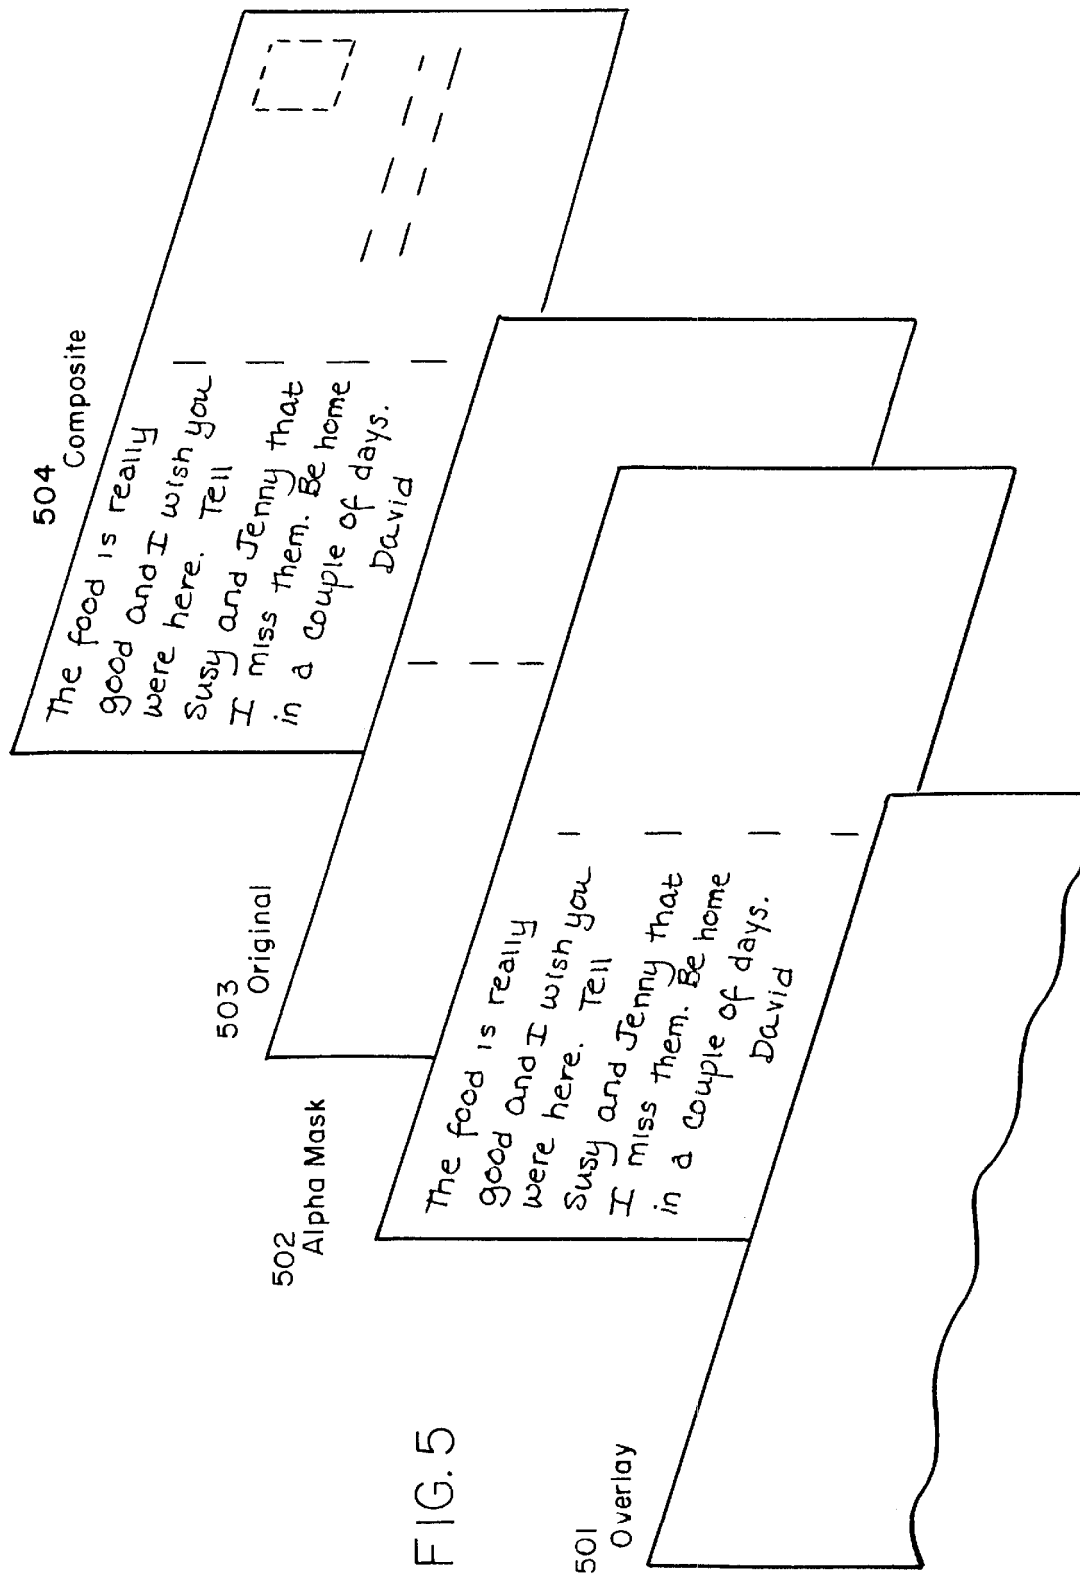 FIG. 5
501
Overlay
502
Alpha Mask
The food is really
good and I wish you
were here. Tell
Susy and Jenny that
I miss them. Be home
in a couple of days.
David
503
Original
504
Composite
The food is really
good and I wish you
were here. Tell
Susy and Jenny that
I miss them. Be home
in a couple of days.
David